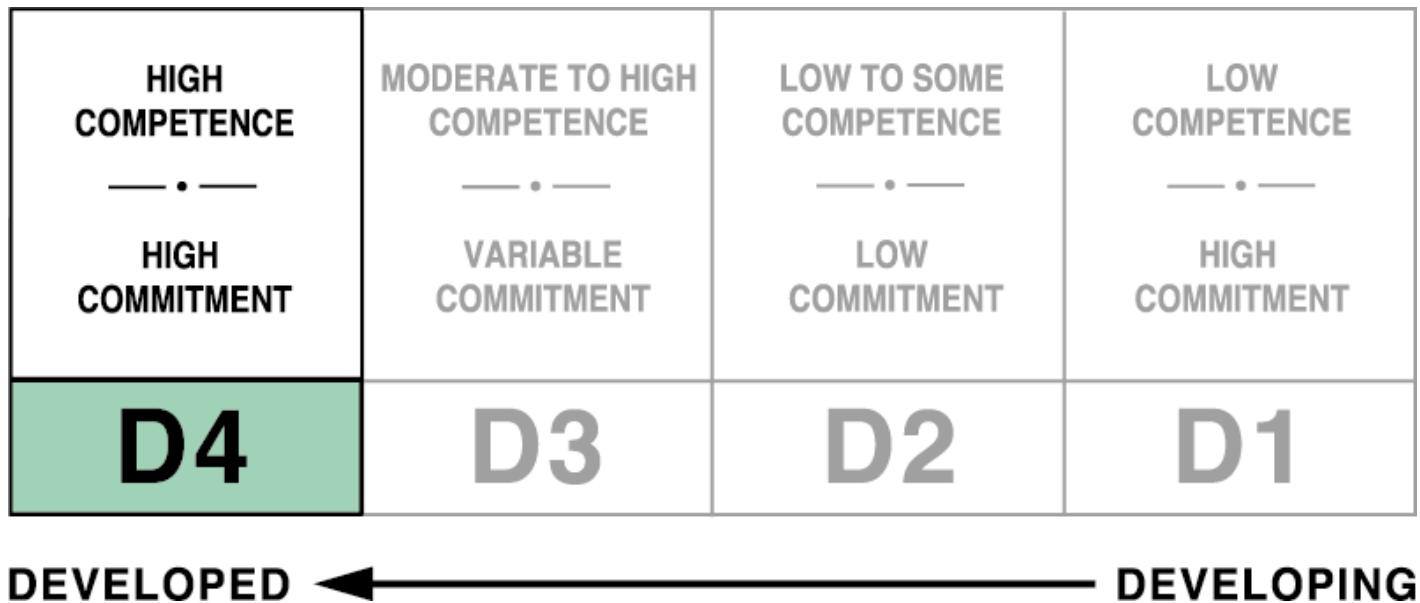 HIGH
COMPETENCE
HIGH
COMMITMENT
D4
MODERATE TO HIGH
COMPETENCE
VARIABLE
COMMITMENT
D3
LOW TO SOME
COMPETENCE
LOW
COMMITMENT
D2
LOW
COMPETENCE
HIGH
COMMITMENT
D1
DEVELOPED
DEVELOPING